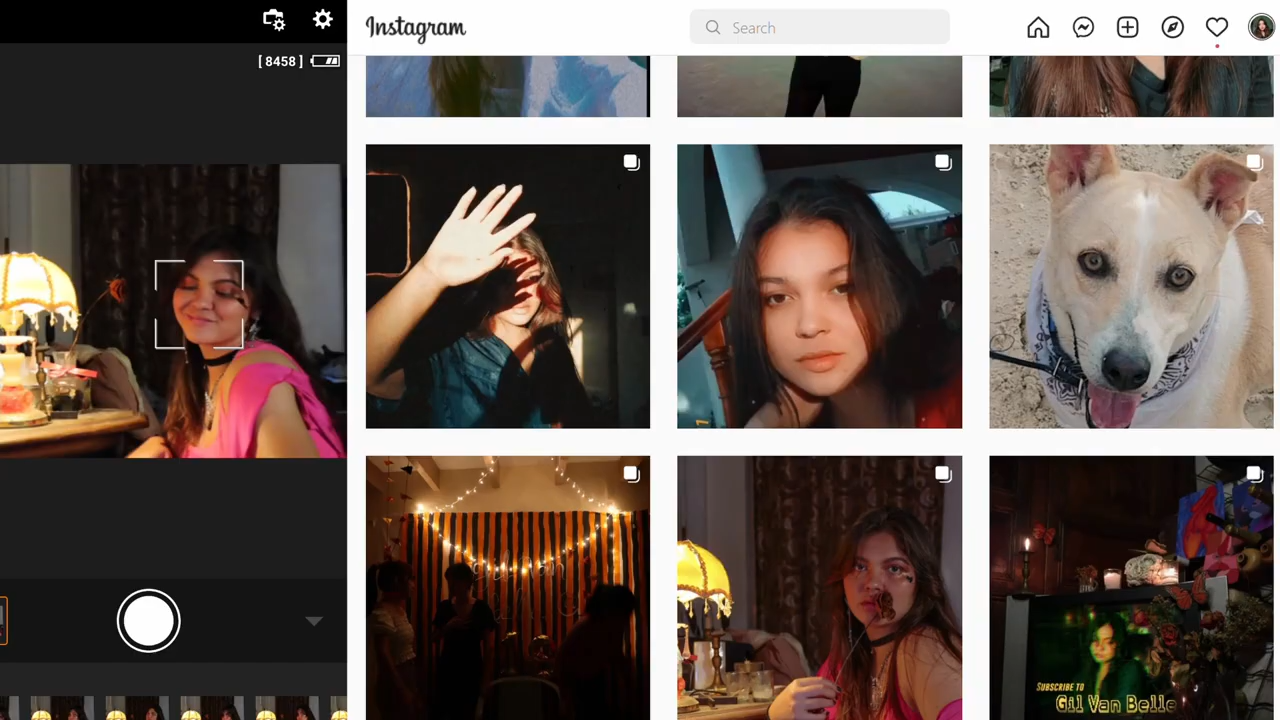 Instagram
Search
[ 8458 ]
SUBSCRIBE TO
Gil Van Belle